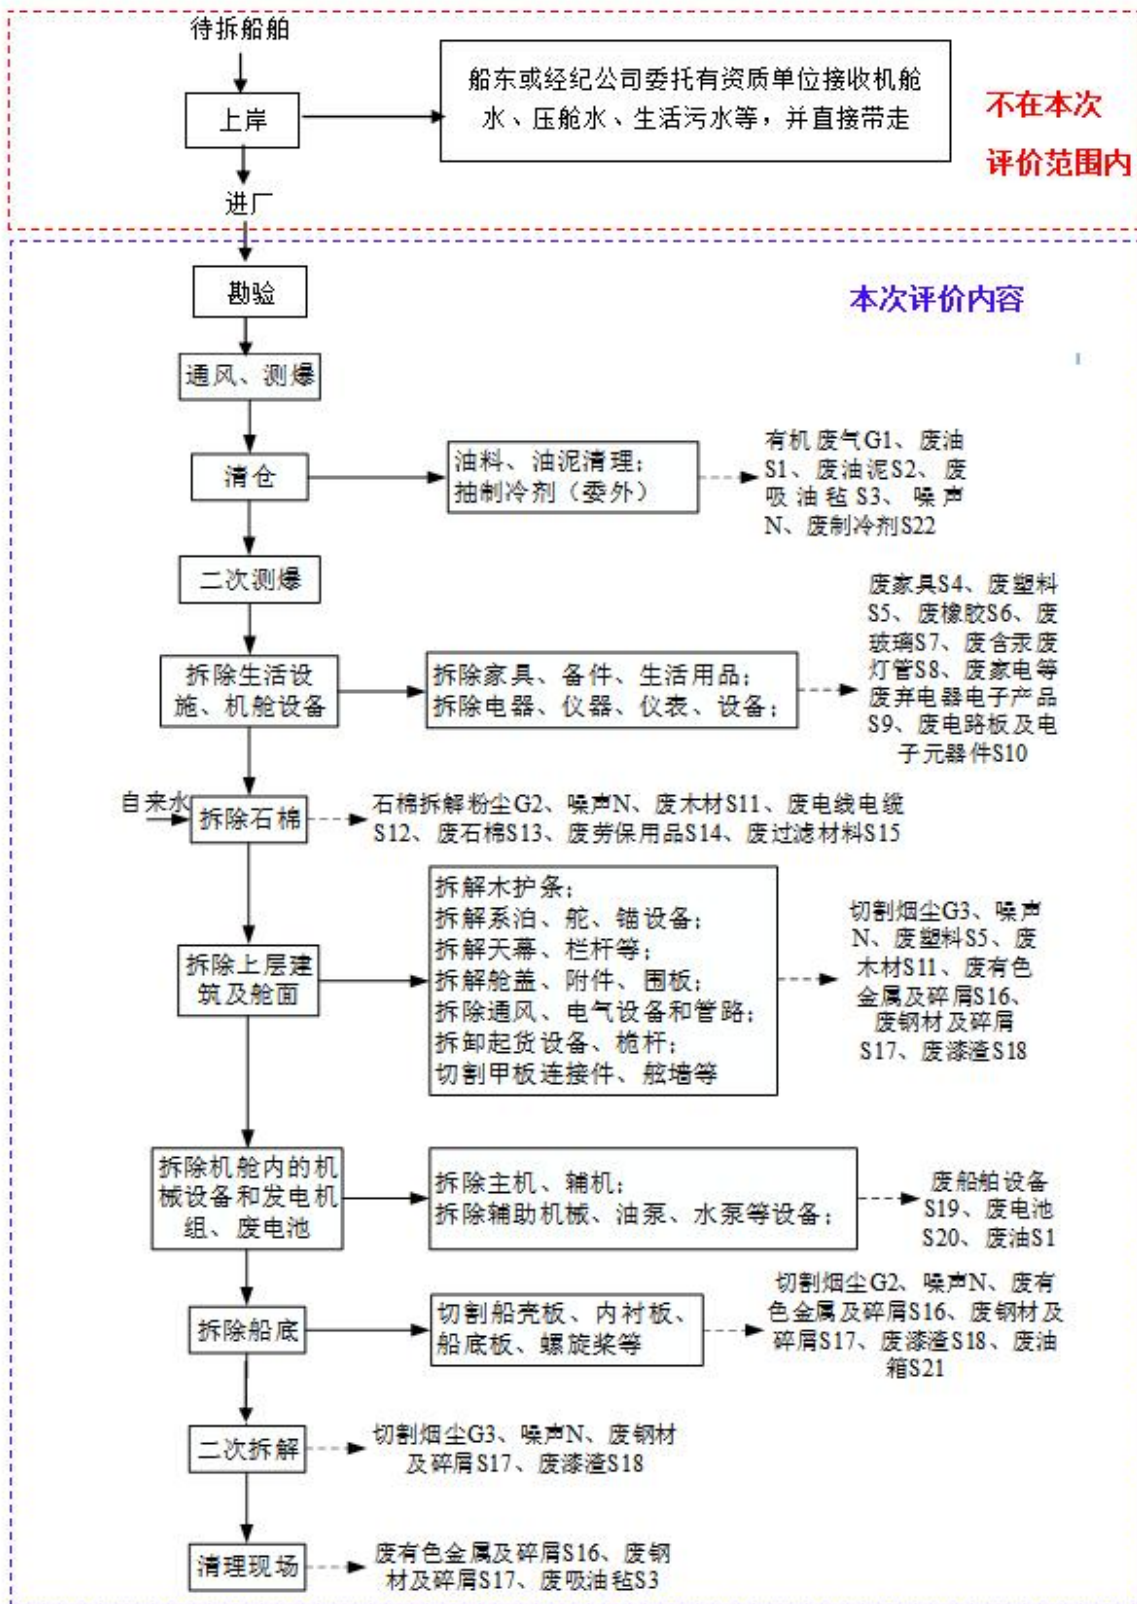 待拆船舶
上岸
船东或经纪公司委托有资质单位接收机舱
水、压舱水、生活污水等，并直接带走
不在本次
评价范围内
进厂
勘验
本次评价内容
通风、测爆
清仓
油料、油泥清理；
抽制冷剂（委外）
有机废气G1、废油
S1、废油泥S2、废
吸油毡S3、噪声
N、废制冷剂S22
二次测爆
拆除生活设
施、机舱设备
拆除家具、备件、生活用品；
拆除电器、仪器、仪表、设备；
废家具S4、废塑料
S5、废橡胶S6、废
玻璃S7、废含汞废
灯管S8、废家电等
废弃电器电子产品
S9、废电路板及电
子元器件S10
自来水
拆除石棉
石棉拆解粉尘G2、噪声N、废木材S11、废电线电缆
S12、废石棉S13、废劳保用品S14、废过滤材料S15
拆除上层建
筑及舱面
拆解木护条；
拆解系泊、舵、锚设备；
拆解天幕、栏杆等；
拆解舱盖、附件、围板；
拆除通风、电气设备和管路；
拆卸起货设备、桅杆；
切割甲板连接件、舷墙等
切割烟尘G3、噪声
N、废塑料S5、废
木材S11、废有色
金属及碎屑S16、
废钢材及碎屑
S17、废漆渣S18
拆除机舱内的机
械设备和发电机
组、废电池
拆除主机、辅机；
拆除辅助机械、油泵、水泵等设备；
废船舶设备
S19、废电池
S20、废油S1
拆除船底
切割船壳板、内衬板、
船底板、螺旋桨等
切割烟尘G2、噪声N、废有
色金属及碎屑S16、废钢材及
碎屑S17、废漆渣S18、废油
箱S21
二次拆解
切割烟尘G3、噪声N、废钢材
及碎屑S17、废漆渣S18
清理现场
废有色金属及碎屑S16、废钢
材及碎屑S17、废吸油毡S3